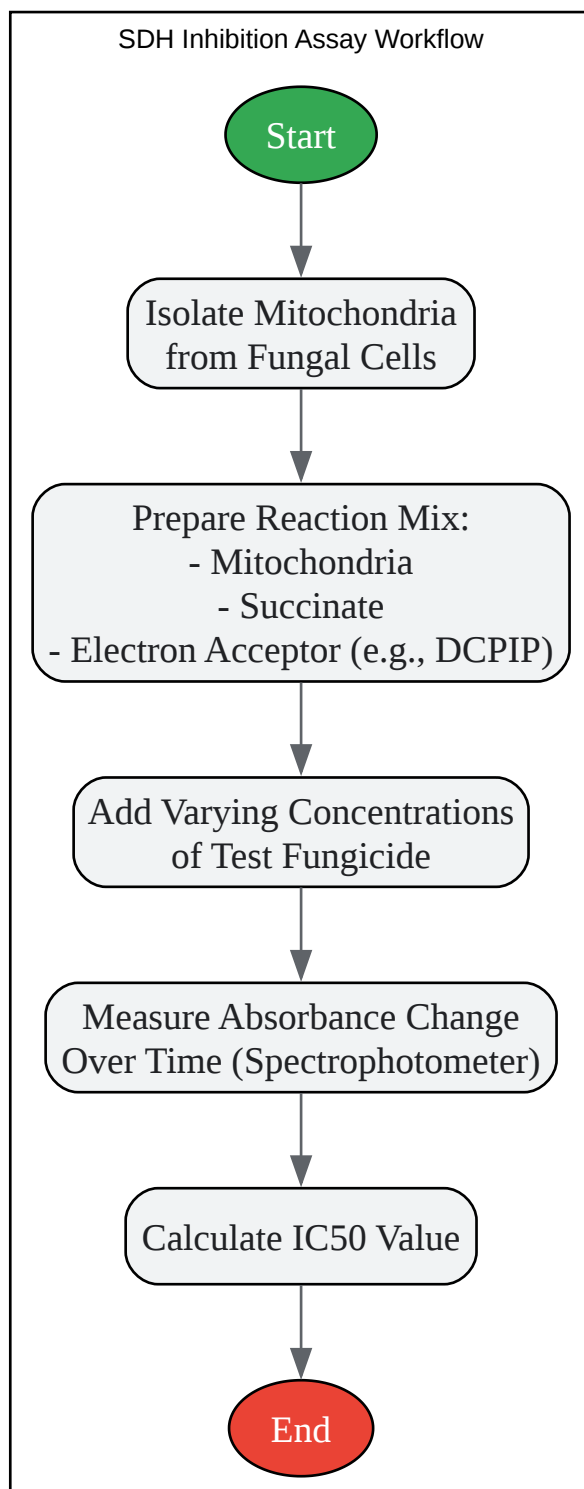 SDH Inhibition Assay Workflow
Start
Isolate Mitochondria
from Fungal Cells
Prepare Reaction Mix:
- Mitochondria
- Succinate
- Electron Acceptor (e.g., DCPIP)
Add Varying Concentrations
of Test Fungicide
Measure Absorbance Change
Over Time (Spectrophotometer)
Calculate IC50 Value
End